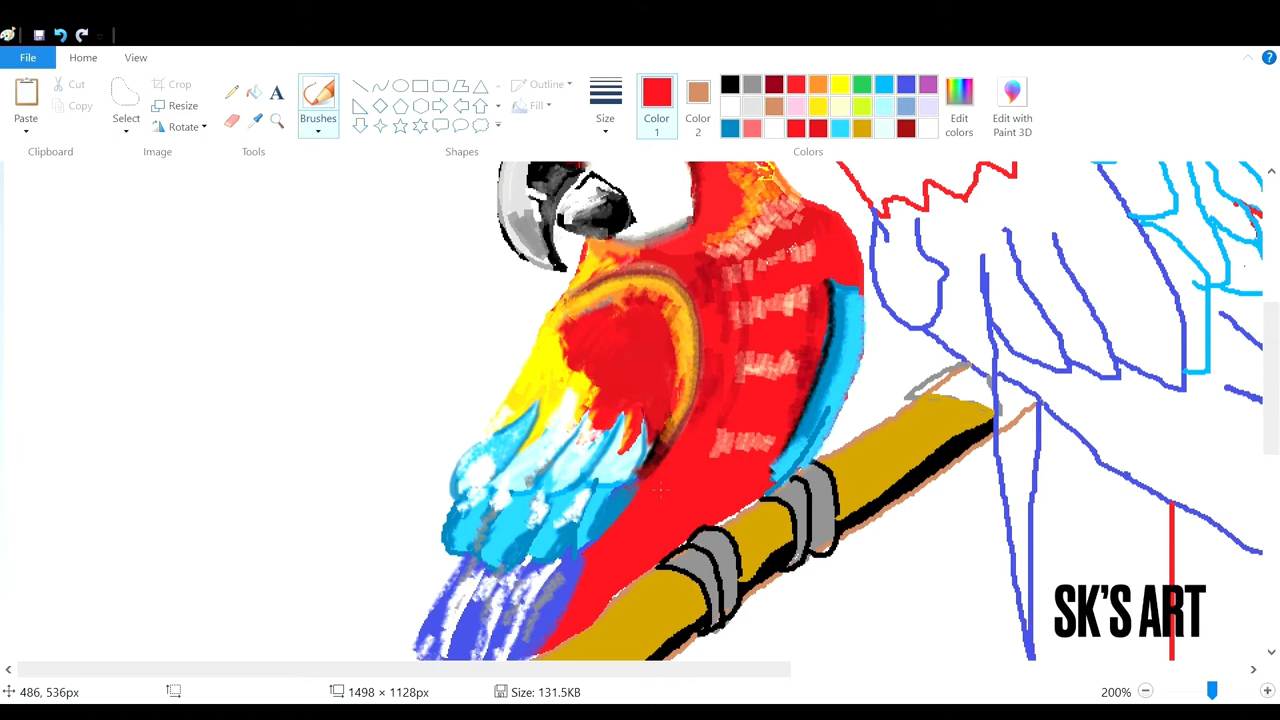 File Home View
Paste
Cut
Copy
Clipboard
Select
Crop
Resize
Rotate
Image
Tools
Brushes
Outline
Fill
Shapes
Size
Color 1
Color 2
Edit colors
Edit with Paint 3D
Colors
SK'S ART
486, 536px
1498 × 1128px
Size: 131.5KB
200%